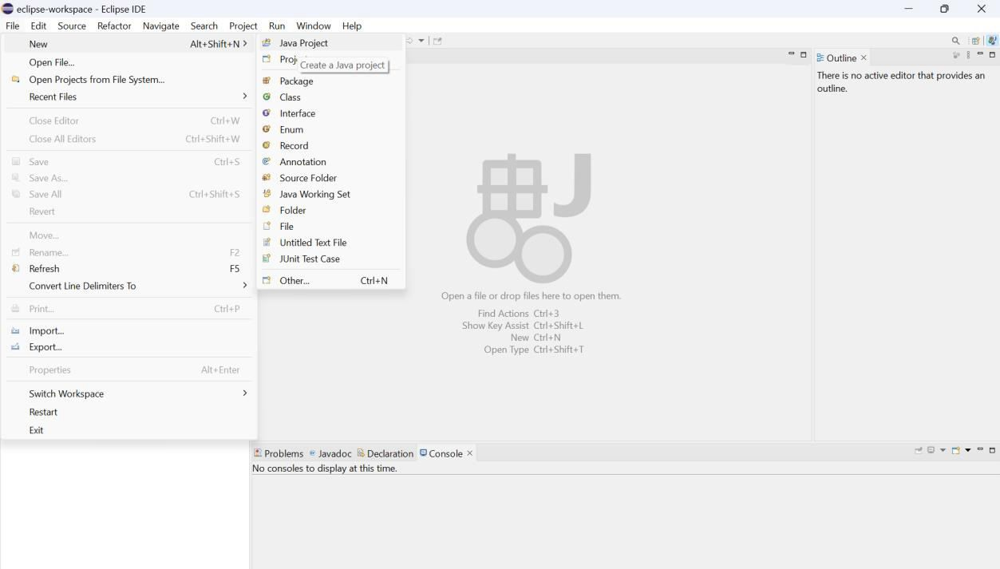 eclipse-workspace - Eclipse IDE
File Edit Source Refactor Navigate Search Project Run Window Help
New Alt+Shift+N
Open File...
Open Projects from File System...
Recent Files
Close Editor Ctrl+W
Close All Editors Ctrl+Shift+W
Save Ctrl+S
Save As...
Save All Ctrl+Shift+S
Revert
Move...
Rename... F2
Refresh F5
Convert Line Delimiters To
Print... Ctrl+P
Import...
Export...
Properties Alt+Enter
Switch Workspace
Restart
Exit
Java Project
Create a Java project
Package
Class
Interface
Enum
Record
Annotation
Source Folder
Java Working Set
Folder
File
Untitled Text File
JUnit Test Case
Other... Ctrl+N
J
Open a file or drop files here to open them.
Find Actions Ctrl+3
Show Key Assist Ctrl+Shift+L
New Ctrl+N
Open Type Ctrl+Shift+T
Outline
There is no active editor that provides an
outline.
Problems Javadoc Declaration Console
No consoles to display at this time.